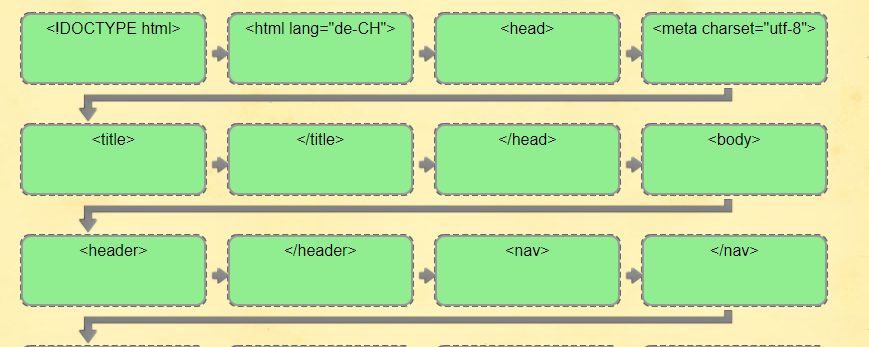 <!DOCTYPE html>
<html lang="de-CH">
<head>
<meta charset="utf-8">
<title>
</title>
</head>
<body>
<header>
</header>
<nav>
</nav>